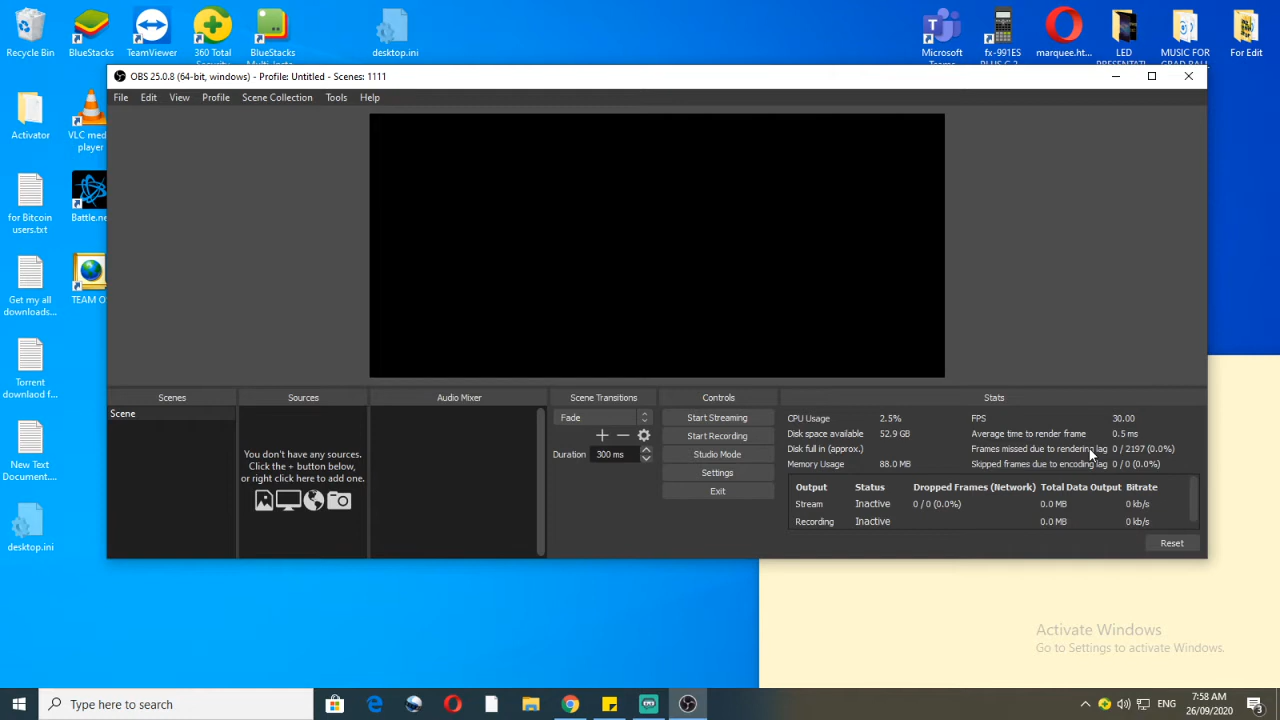 Recycle Bin
BlueStacks
TeamViewer
360 Total
Security
BlueStacks
desktop.ini
Microsoft
Teams
fx-991ES
marquee.ht...
LED
MUSIC FOR
For Edit
OBS 25.0.8 (64-bit, windows) - Profile: Untitled - Scenes: 1111
File Edit View Profile Scene Collection Tools Help
Activator
VLC med
player
for Bitcoin
users.txt
Battle.ne
Get my all
downloads...
TEAM O
Torrent
downlaod f...
New Text
Document....
desktop.ini
Scenes
Scene
Sources
You don't have any sources.
Click the + button below,
or right click here to add one.
Audio Mixer
Scene Transitions
Fade
Duration 300 ms
Controls
Start Streaming
Start Recording
Studio Mode
Settings
Exit
Stats
CPU Usage 2.5% FPS 30.00
Disk space available 52.9 GB Average time to render frame 0.5 ms
Disk full in (approx.) Frames missed due to rendering lag 0 / 2197 (0.0%)
Memory Usage 88.0 MB Skipped frames due to encoding lag 0 / 0 (0.0%)
Output Status Dropped Frames (Network) Total Data Output Bitrate
Stream Inactive 0 / 0 (0.0%) 0.0 MB 0 kb/s
Recording Inactive 0.0 MB 0 kb/s
Reset
Activate Windows
Go to Settings to activate Windows.
Type here to search
ENG
7:58 AM
26/09/2020
3